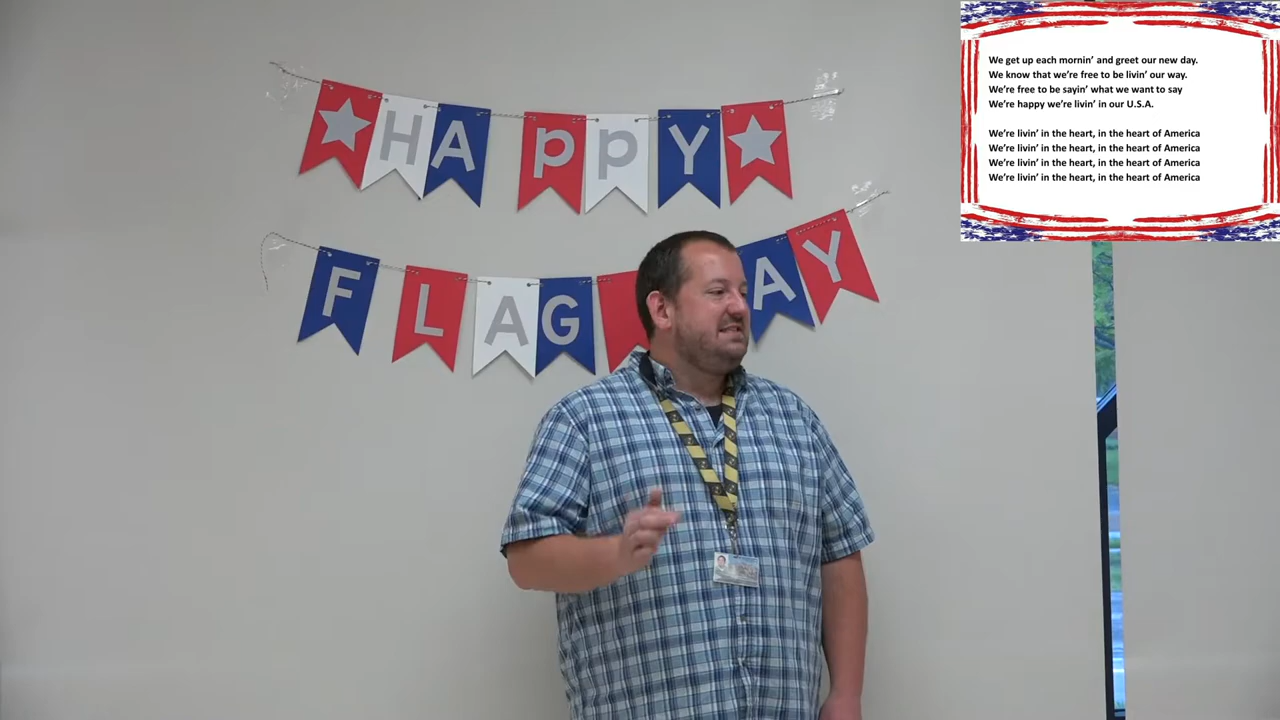 HAppY
FLAG AY
We get up each mornin' and greet our new day.
We know that we're free to be livin' our way.
We're free to be sayin' what we want to say
We're happy we're livin' in our U.S.A.
We're livin' in the heart, in the heart of America
We're livin' in the heart, in the heart of America
We're livin' in the heart, in the heart of America
We're livin' in the heart, in the heart of America